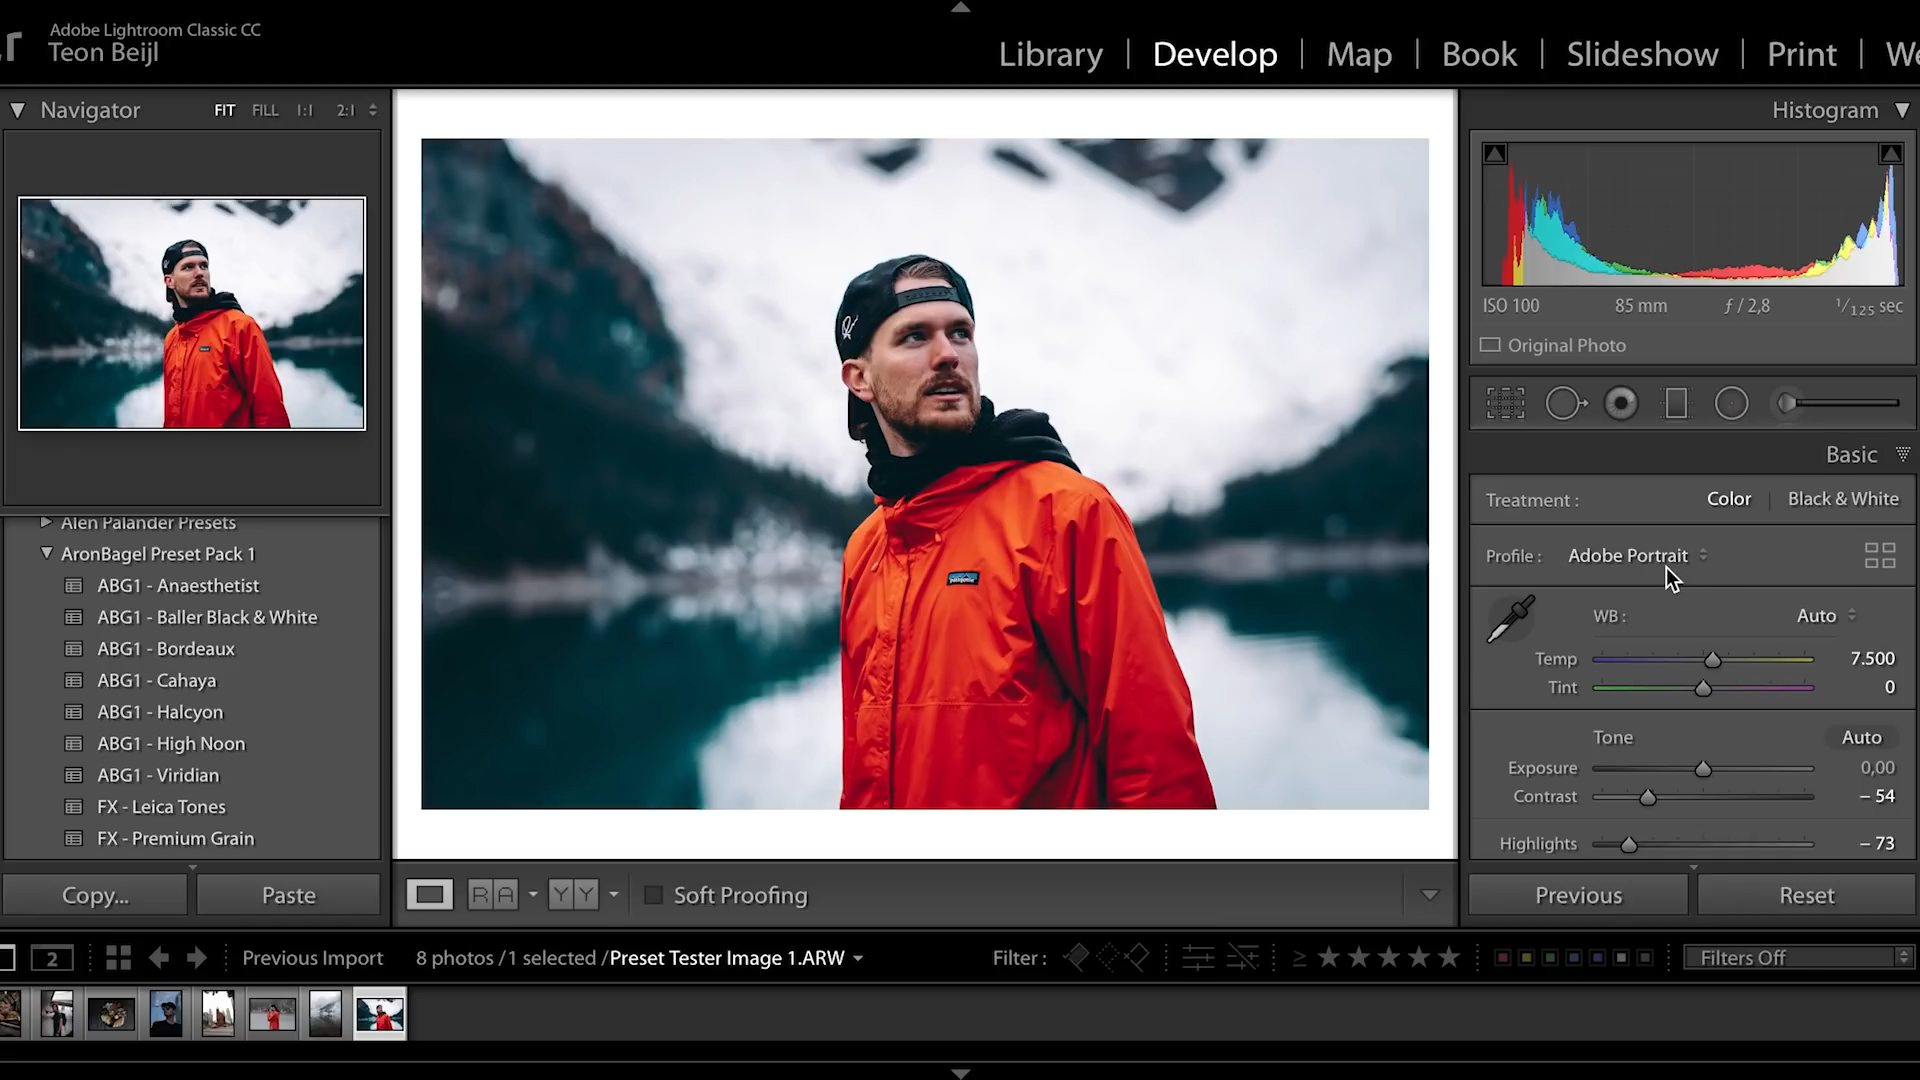 Adobe Lightroom Classic CC
Teon Beijl
Library | Develop | Map | Book | Slideshow | Print | We
Navigator FIT FILL 1:1 2:1
Histogram
ISO 100 85 mm ƒ / 2,8 1/125 sec
Original Photo
Basic
Treatment : Color | Black & White
Profile : Adobe Portrait
WB : Auto
Temp 7.500
Tint 0
Tone Auto
Exposure 0,00
Contrast – 54
Highlights – 73
Alen Palander Presets
AronBagel Preset Pack 1
ABG1 - Anaesthetist
ABG1 - Baller Black & White
ABG1 - Bordeaux
ABG1 - Cahaya
ABG1 - Halcyon
ABG1 - High Noon
ABG1 - Viridian
FX - Leica Tones
FX - Premium Grain
patagonia
Copy... Paste
R A Y Y Soft Proofing
Previous Reset
2 Previous Import 8 photos /1 selected /Preset Tester Image 1.ARW Filter : ≥ ★★★★★ Filters Off